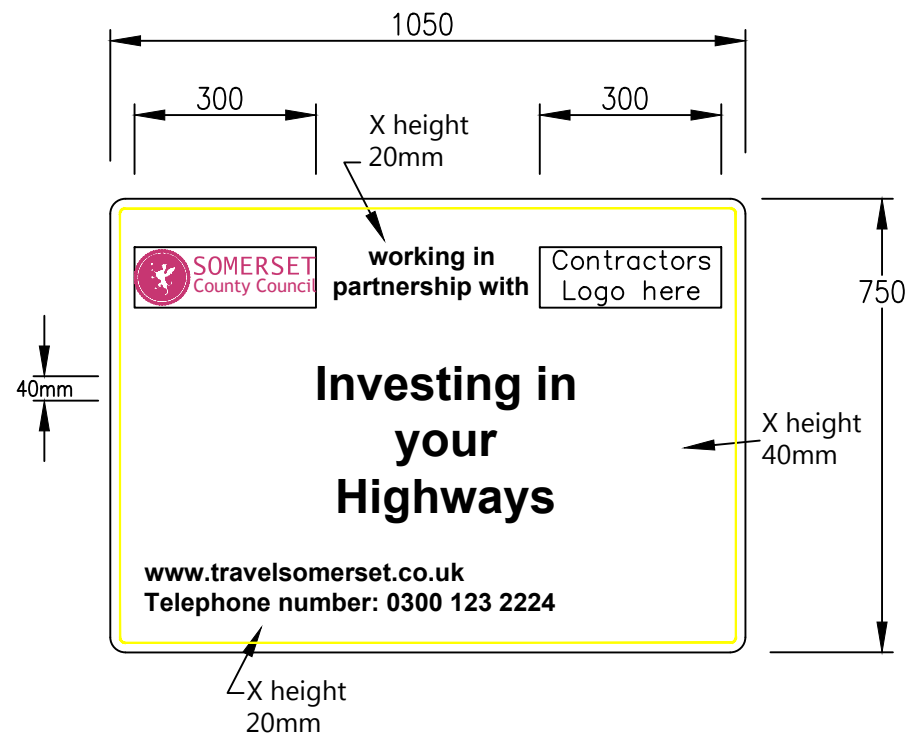 1050
300
300
X height
20mm
SOMERSET
County Council
working in
partnership with
Contractors
Logo here
750
40mm
Investing in
your
Highways
X height
40mm
www.travelsomerset.co.uk
Telephone number: 0300 123 2224
X height
20mm